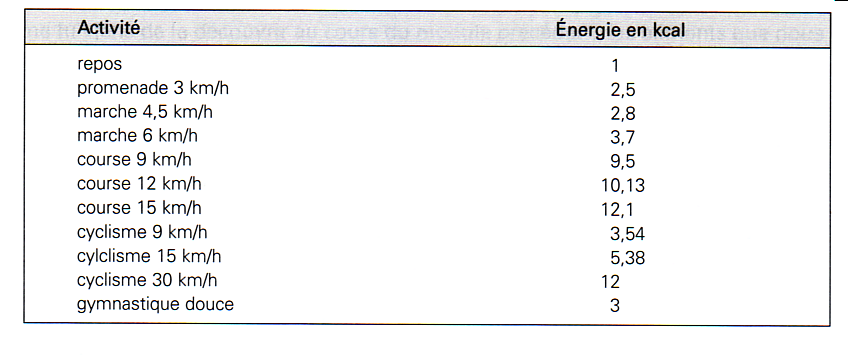 Activité Énergie en kcal
repos 1
promenade 3 km/h 2,5
marche 4,5 km/h 2,8
marche 6 km/h 3,7
course 9 km/h 9,5
course 12 km/h 10,13
course 15 km/h 12,1
cyclisme 9 km/h 3,54
cylclisme 15 km/h 5,38
cyclisme 30 km/h 12
gymnastique douce 3